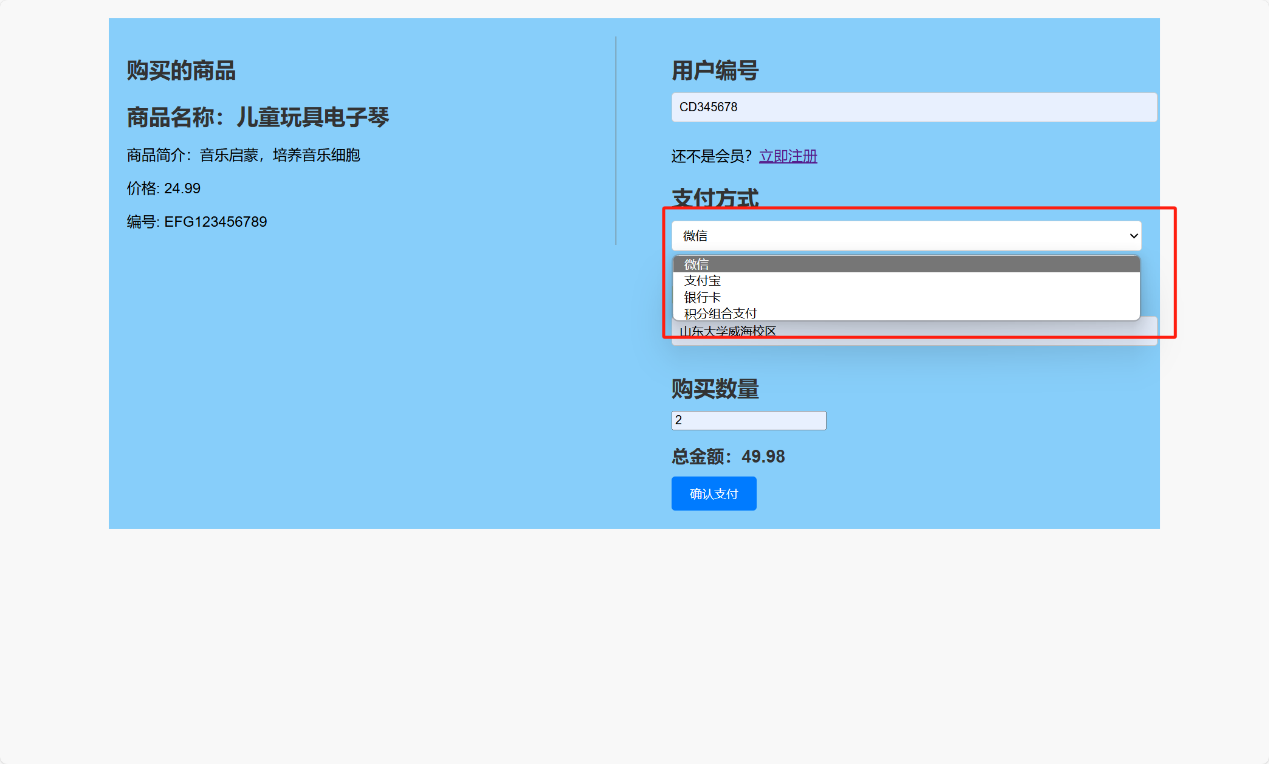 购买的商品
商品名称：儿童玩具电子琴
商品简介：音乐启蒙，培养音乐细胞
价格: 24.99
编号: EFG123456789
用户编号
CD345678
还不是会员？立即注册
支付方式
微信
微信
支付宝
银行卡
积分组合支付
山东大学威海校区
购买数量
2
总金额：49.98
确认支付